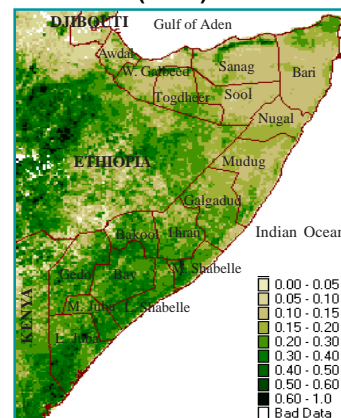 DJIBOUTI
Gulf of Aden
Awdal
W. Galbeed
Sanag
Bari
Togdheer
Sool
Nugal
ETHIOPIA
Mudug
Galgadud
Bakool
Hiran
Indian Ocean
Gedo
Bay
M. Shabelle
KENYA
M. Juba
L. Shabelle
L. Juba
0.00 - 0.05
0.05 - 0.10
0.10 - 0.15
0.15 - 0.20
0.20 - 0.30
0.30 - 0.40
0.40 - 0.50
0.50 - 0.60
0.60 - 1.0
Bad Data